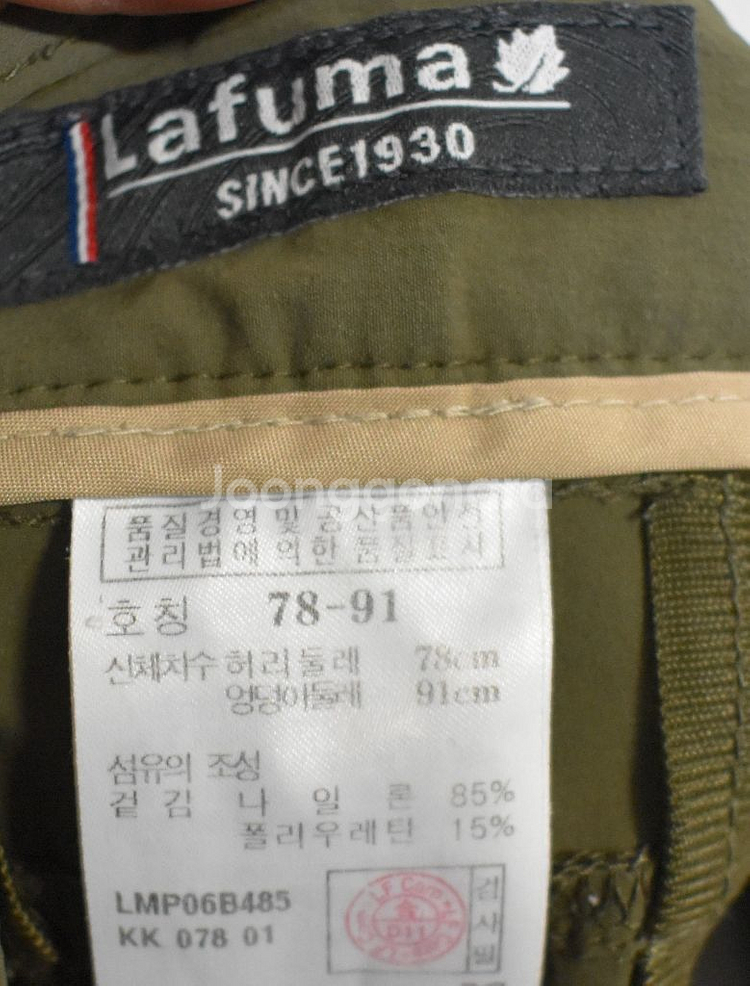 Lafuma
SINCE1930
Joonggonara
품질경영및공산품안전
관리법에의한품질표시
호칭 78-91
신체치수 허리둘레 78cm
엉덩이둘레 91cm
섬유의 조성
겉감 나일론 85%
폴리우레탄 15%
LMP06B485
KK 078 01
LF Corp
D11
검사필